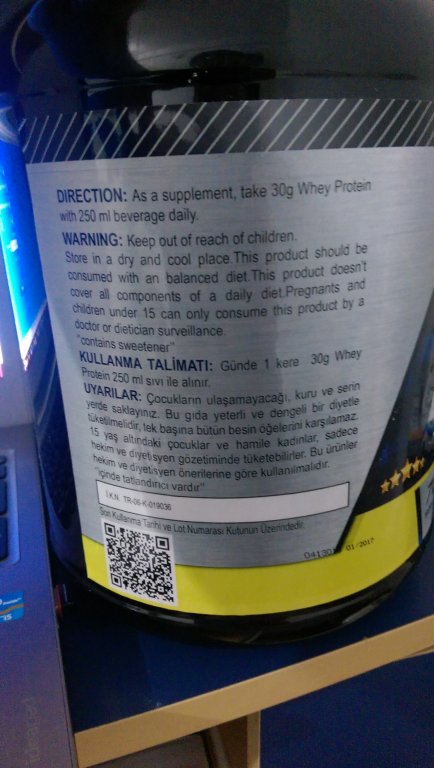 DIRECTION: As a supplement, take 30g Whey Protein
with 250 ml beverage daily.
WARNING: Keep out of reach of children.
Store in a dry and cool place.This product should be
consumed with an balanced diet.This product doesn't
cover all components of a daily diet.Pregnants and
children under 15 can only consume this product by a
doctor or dietician surveillance.
"contains sweetener"
KULLANMA TALİMATI: Günde 1 kere 30g Whey
Protein 250 ml sıvı ile alınır.
UYARILAR: Çocukların ulaşamayacağı, kuru ve serin
yerde saklayınız. Bu gıda yeterli ve dengeli bir diyetle
tüketilmelidir, tek başına bütün besin öğelerini karşılamaz.
15 yaş altındaki çocuklar ve hamile kadınlar, sadece
hekim ve diyetisyen gözetiminde tüketebilirler. Bu ürünler
hekim ve diyetisyen önerilerine göre kullanılmalıdır.
"içinde tatlandırıcı vardır"
İ.K.N. TR-06-K-019036
Son Kullanma Tarihi ve Lot Numarası Kutunun Üzerindedir.
01/2017